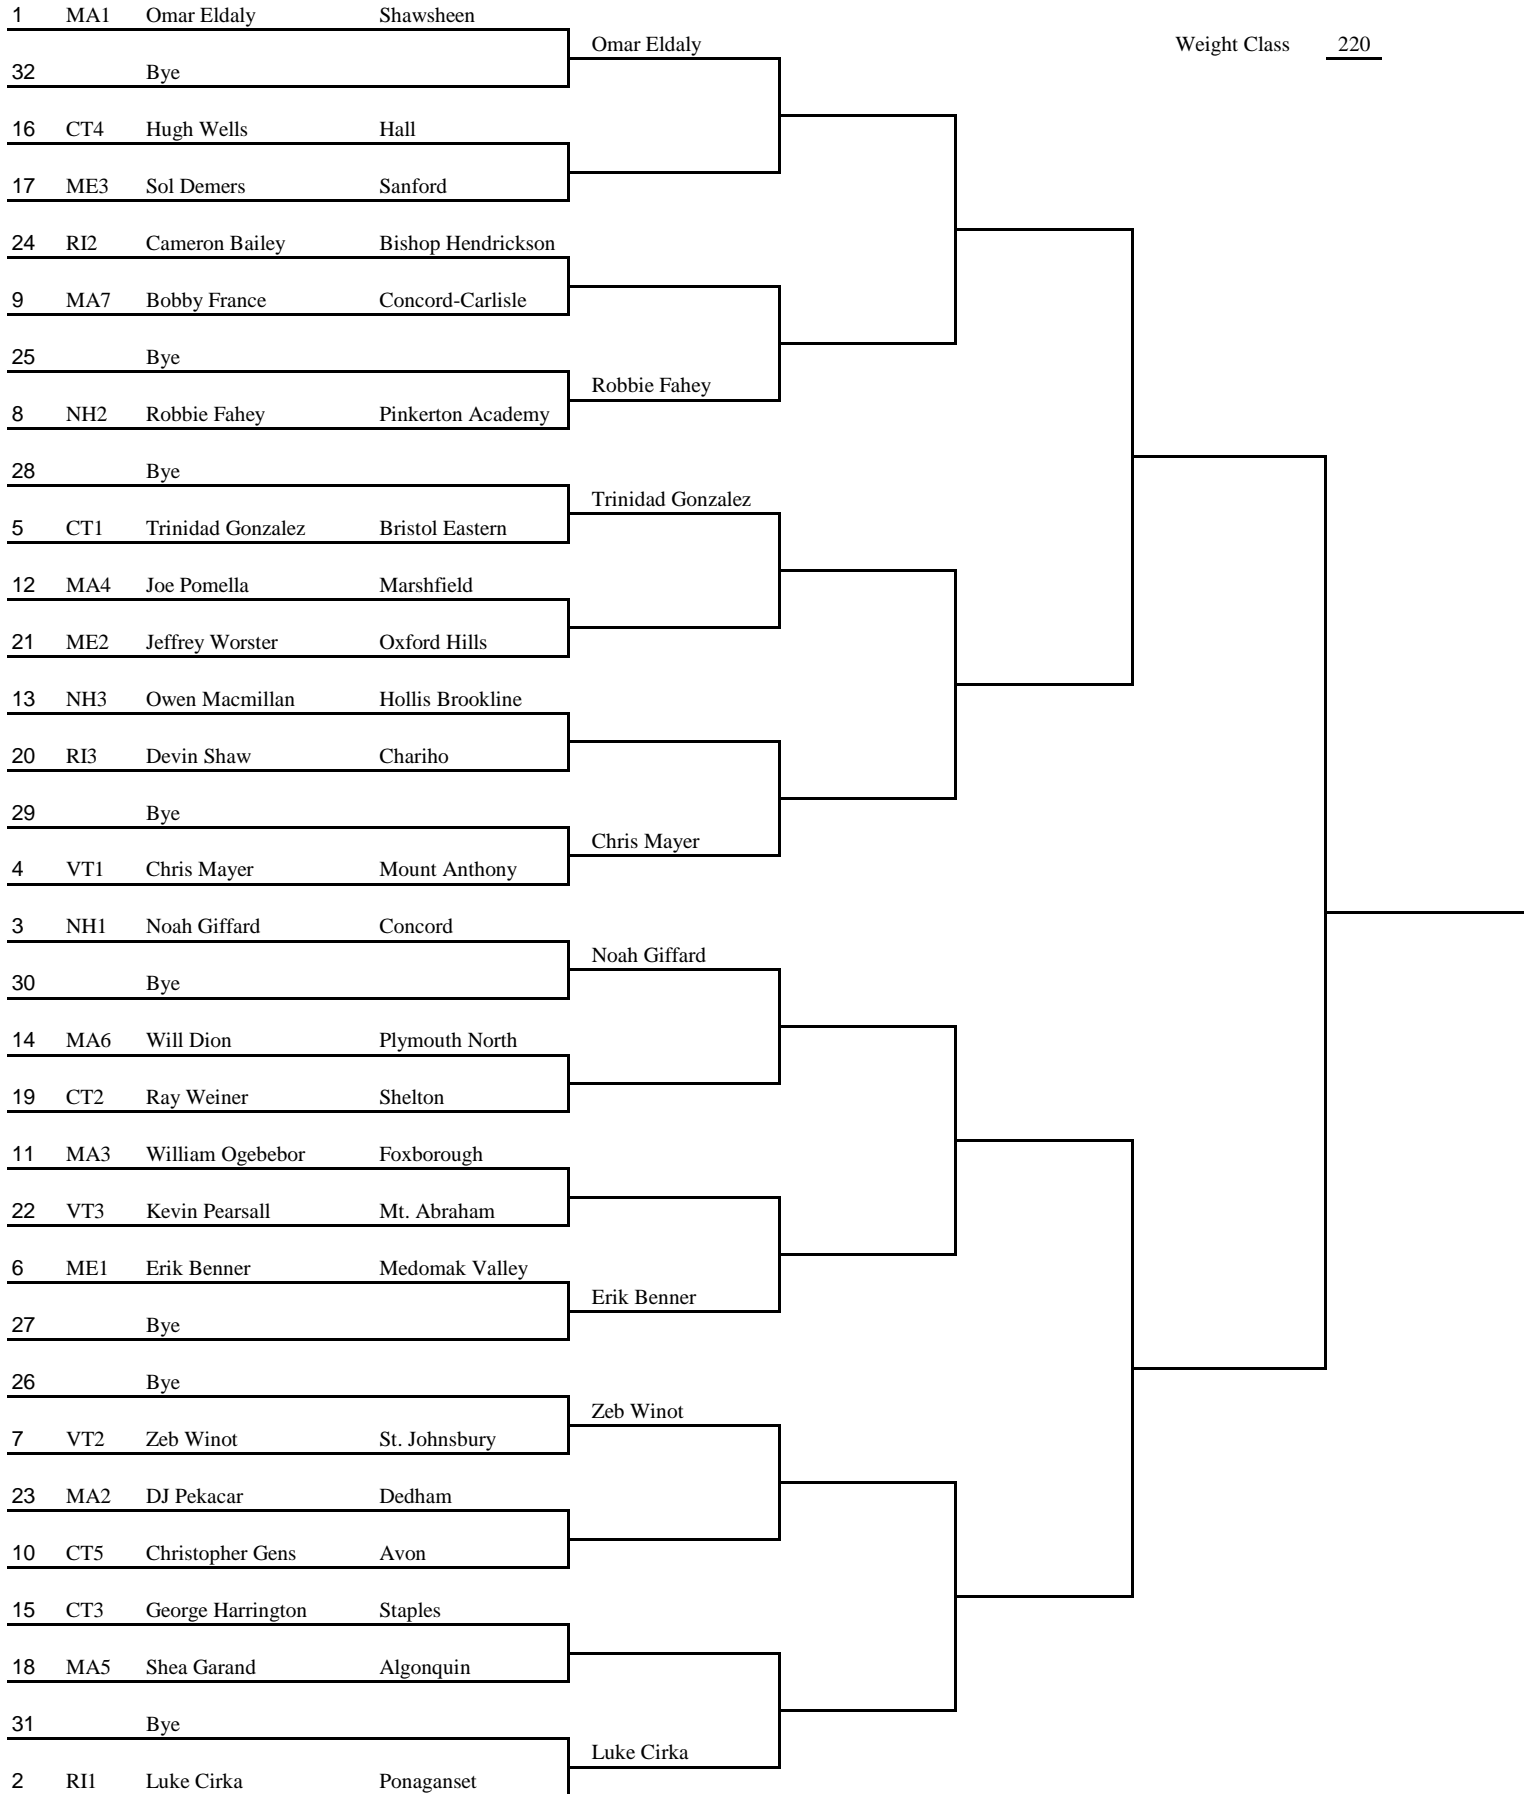 1 MA1 Omar Eldaly Shawsheen
Omar Eldaly Weight Class 220
32 Bye
16 CT4 Hugh Wells Hall
17 ME3 Sol Demers Sanford
24 RI2 Cameron Bailey Bishop Hendrickson
9 MA7 Bobby France Concord-Carlisle
25 Bye
Robbie Fahey
8 NH2 Robbie Fahey Pinkerton Academy
28 Bye
Trinidad Gonzalez
5 CT1 Trinidad Gonzalez Bristol Eastern
12 MA4 Joe Pomella Marshfield
21 ME2 Jeffrey Worster Oxford Hills
13 NH3 Owen Macmillan Hollis Brookline
20 RI3 Devin Shaw Chariho
29 Bye
Chris Mayer
4 VT1 Chris Mayer Mount Anthony
3 NH1 Noah Giffard Concord
Noah Giffard
30 Bye
14 MA6 Will Dion Plymouth North
19 CT2 Ray Weiner Shelton
11 MA3 William Ogebebor Foxborough
22 VT3 Kevin Pearsall Mt. Abraham
6 ME1 Erik Benner Medomak Valley
Erik Benner
27 Bye
26 Bye
Zeb Winot
7 VT2 Zeb Winot St. Johnsbury
23 MA2 DJ Pekacar Dedham
10 CT5 Christopher Gens Avon
15 CT3 George Harrington Staples
18 MA5 Shea Garand Algonquin
31 Bye
Luke Cirka
2 RI1 Luke Cirka Ponaganset